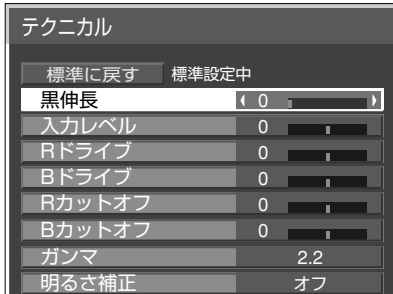 テクニカル
標準に戻す 標準設定中
黒伸長 0
入力レベル 0
Rドライブ 0
Bドライブ 0
Rカットオフ 0
Bカットオフ 0
ガンマ 2.2
明るさ補正 オフ